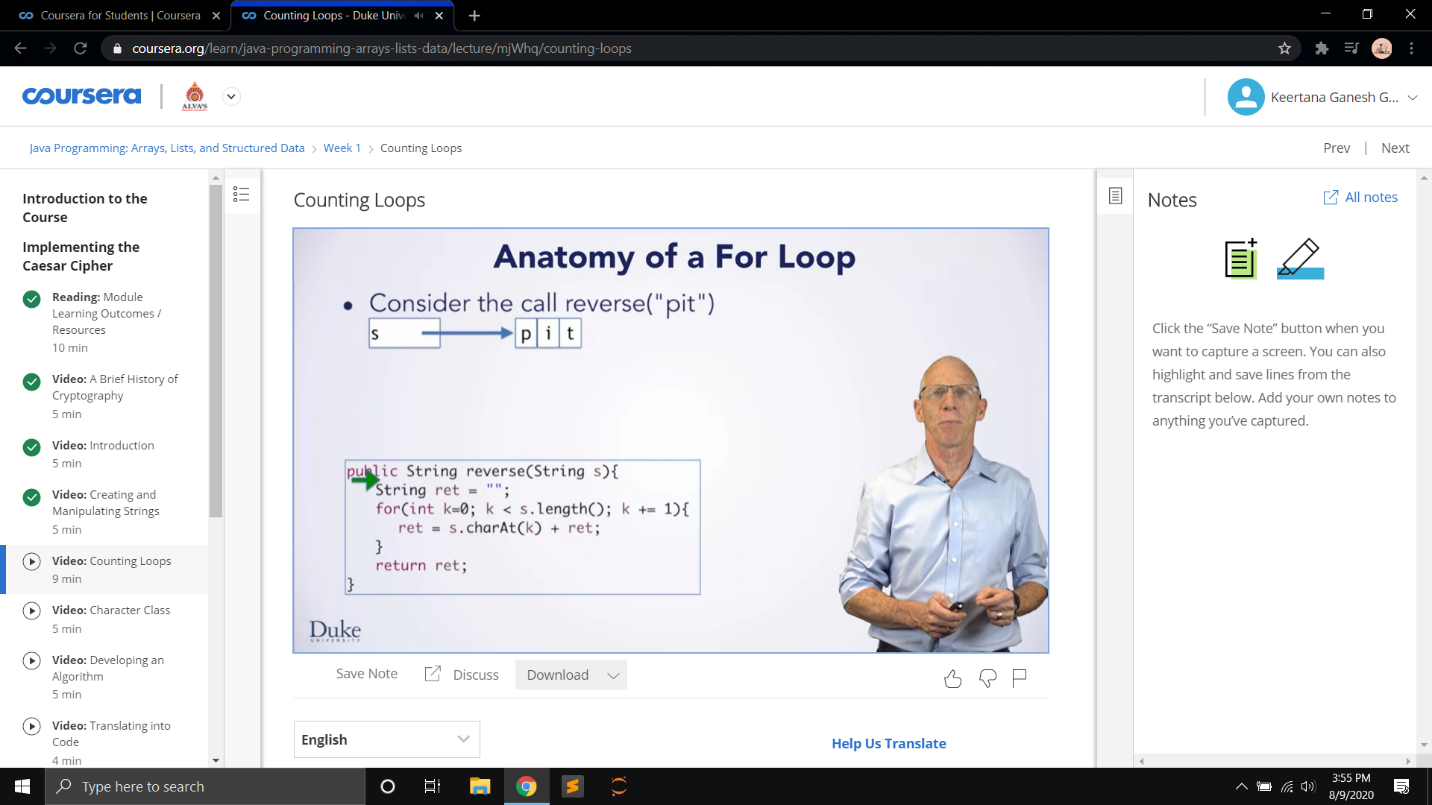 Coursera for Students | Coursera
Counting Loops - Duke Univ
coursera.org/learn/java-programming-arrays-lists-data/lecture/mjWhq/counting-loops
coursera
ALVA'S
Keertana Ganesh G...
Java Programming: Arrays, Lists, and Structured Data > Week 1 > Counting Loops
Prev | Next
Introduction to the
Course
Implementing the
Caesar Cipher
Reading: Module
Learning Outcomes /
Resources
10 min
Video: A Brief History of
Cryptography
5 min
Video: Introduction
5 min
Video: Creating and
Manipulating Strings
5 min
Video: Counting Loops
9 min
Video: Character Class
5 min
Video: Developing an
Algorithm
5 min
Video: Translating into
Code
4 min
Counting Loops
Anatomy of a For Loop
• Consider the call reverse("pit")
s
p i t
public String reverse(String s){
String ret = "";
for(int k=0; k < s.length(); k += 1){
ret = s.charAt(k) + ret;
}
return ret;
}
Duke
UNIVERSITY
Save Note
Discuss
Download
English
Help Us Translate
Notes
All notes
Click the “Save Note” button when you
want to capture a screen. You can also
highlight and save lines from the
transcript below. Add your own notes to
anything you’ve captured.
Type here to search
3:55 PM
8/9/2020